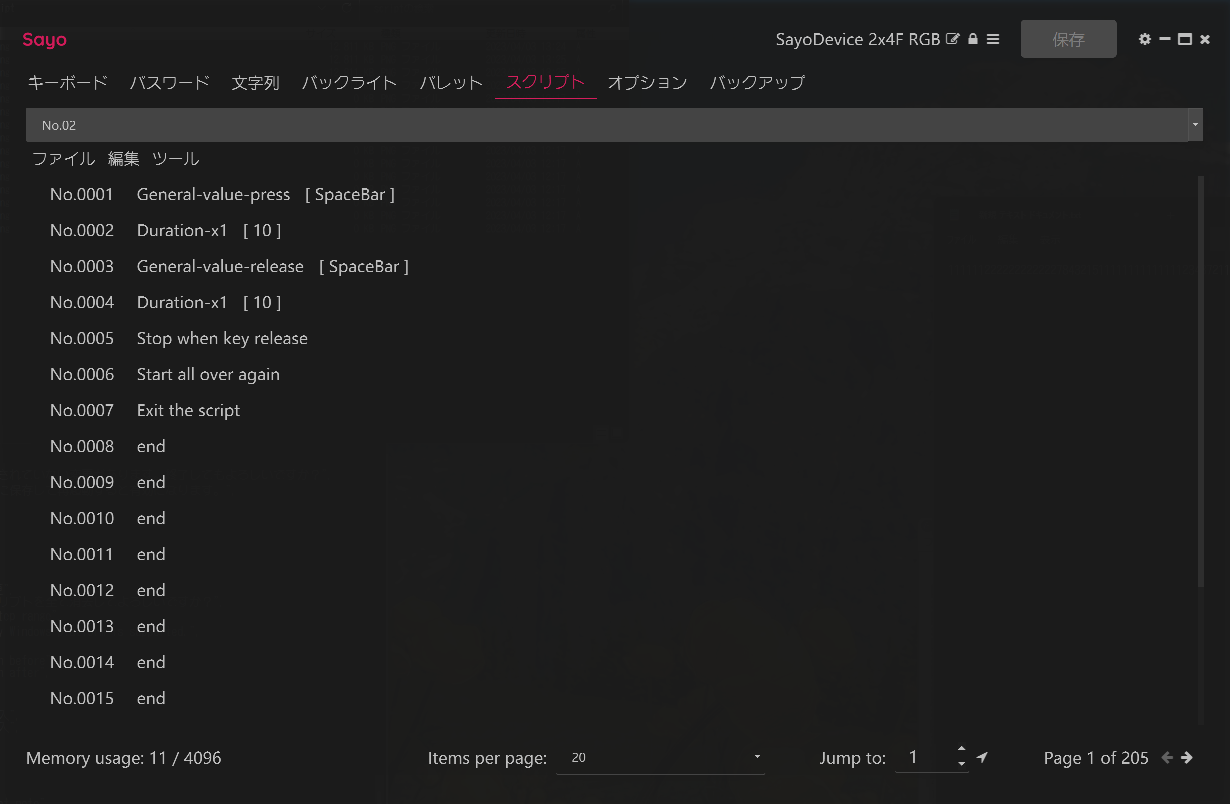 Sayo
SayoDevice 2x4F RGB 保存
キーボード パスワード 文字列 バックライト パレット スクリプト オプション バックアップ
No.02
ファイル 編集 ツール
No.0001 General-value-press [ SpaceBar ]
No.0002 Duration-x1 [ 10 ]
No.0003 General-value-release [ SpaceBar ]
No.0004 Duration-x1 [ 10 ]
No.0005 Stop when key release
No.0006 Start all over again
No.0007 Exit the script
No.0008 end
No.0009 end
No.0010 end
No.0011 end
No.0012 end
No.0013 end
No.0014 end
No.0015 end
Memory usage: 11 / 4096 Items per page: 20 Jump to: 1 Page 1 of 205